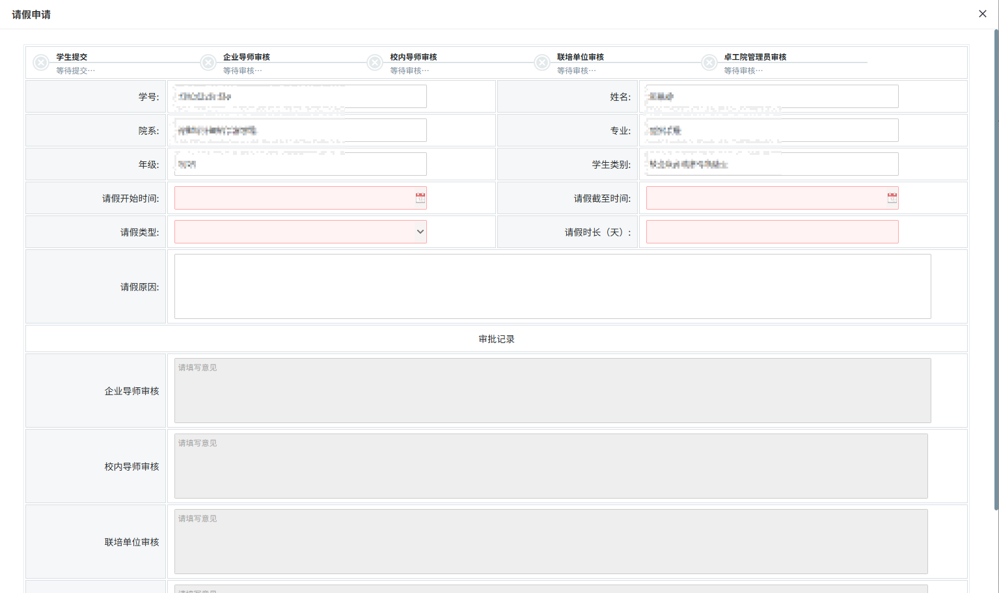 请假申请
学生提交
等待提交…
企业导师审核
等待审核…
校内导师审核
等待审核…
联培单位审核
等待审核…
卓工院管理员审核
等待审核…
学号:
姓名:
院系:
专业:
年级:
学生类别:
请假开始时间:
请假截至时间:
请假类型:
请假时长（天）:
请假原因:
审批记录
企业导师审核
请填写意见
校内导师审核
请填写意见
联培单位审核
请填写意见
请填写意见